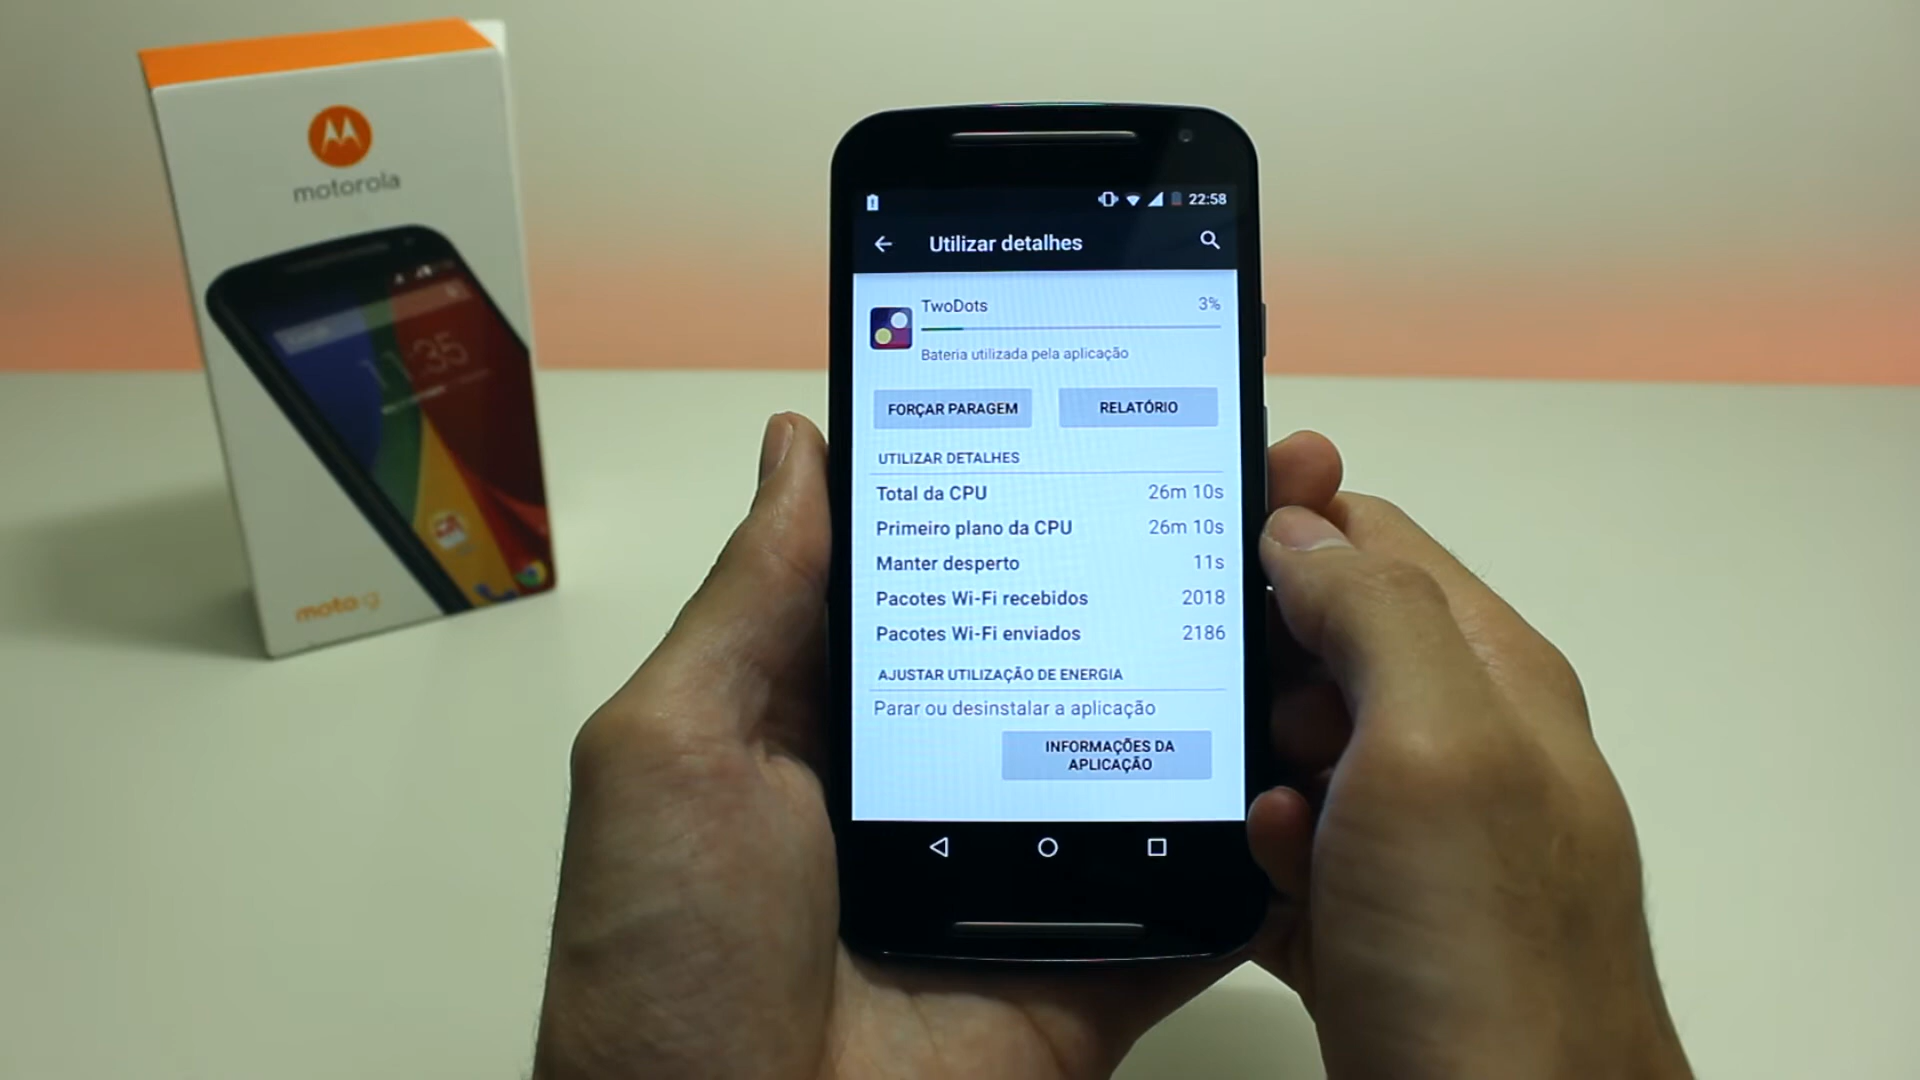 motorola
11:35
moto g
22:58
Utilizar detalhes
TwoDots 3%
Bateria utilizada pela aplicação
FORÇAR PARAGEM RELATÓRIO
UTILIZAR DETALHES
Total da CPU 26m 10s
Primeiro plano da CPU 26m 10s
Manter desperto 11s
Pacotes Wi-Fi recebidos 2018
Pacotes Wi-Fi enviados 2186
AJUSTAR UTILIZAÇÃO DE ENERGIA
Parar ou desinstalar a aplicação
INFORMAÇÕES DA
APLICAÇÃO